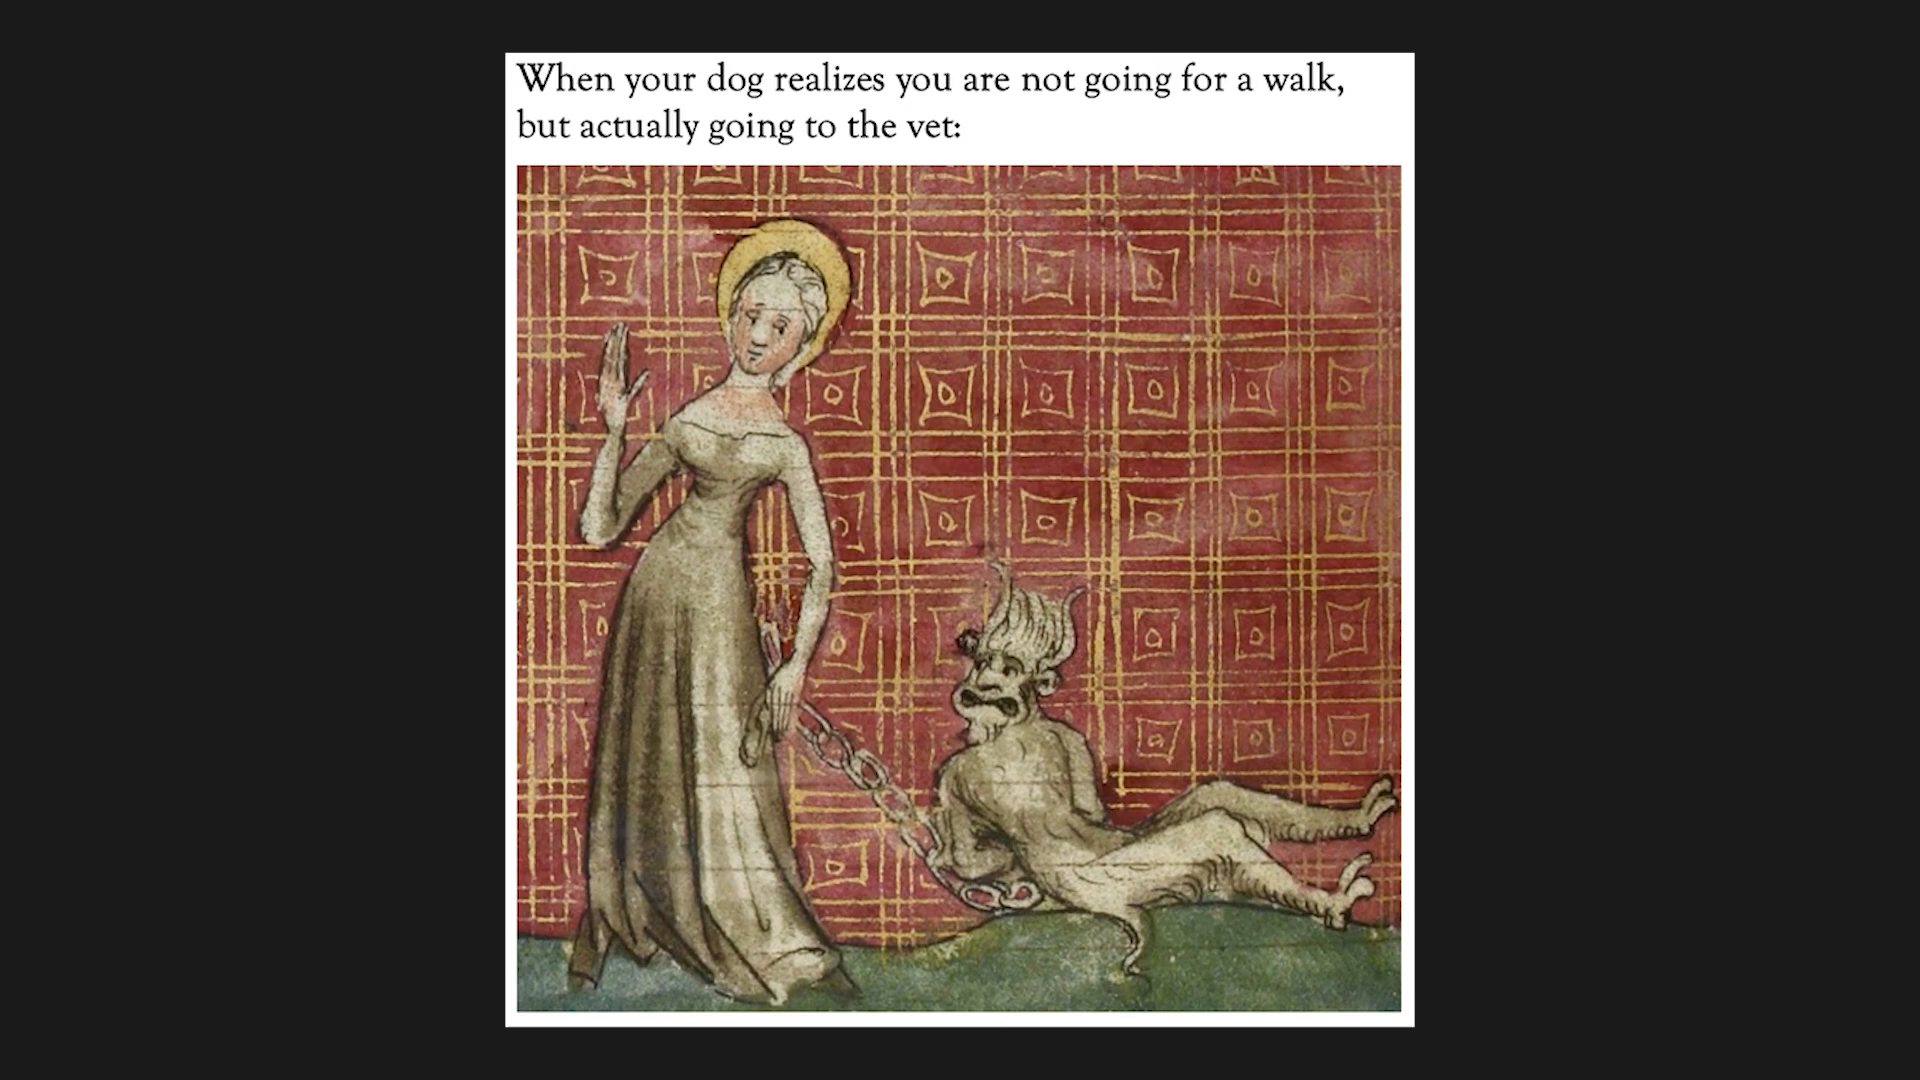 When your dog realizes you are not going for a walk,
but actually going to the vet: